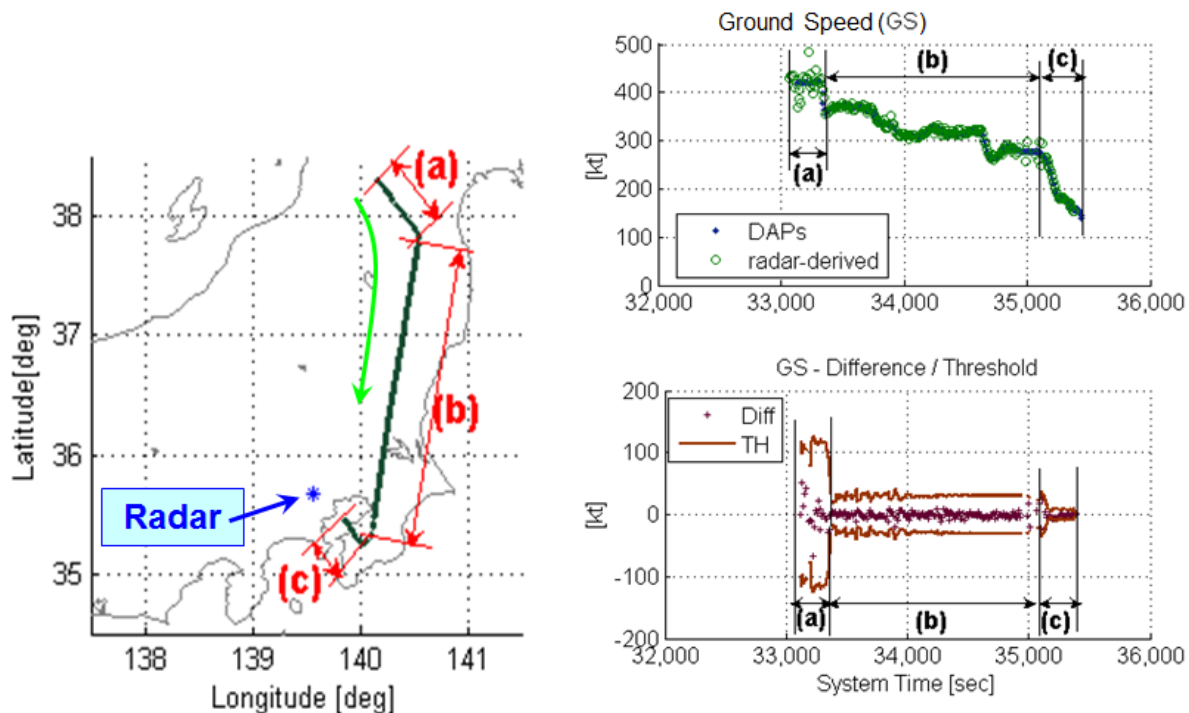 (a)
38
37
36
35
Latitude[deg]
(b)
Radar
(c)
138
139
140
141
Longitude [deg]
Ground Speed (GS)
500
400
300
200
100
0
[kt]
(a)
(b)
(c)
DAPs
radar-derived
32,000
33,000
34,000
35,000
36,000
GS - Difference / Threshold
200
100
0
-100
-200
[kt]
Diff
TH
(a)
(b)
(c)
32,000
33,000
34,000
35,000
36,000
System Time [sec]